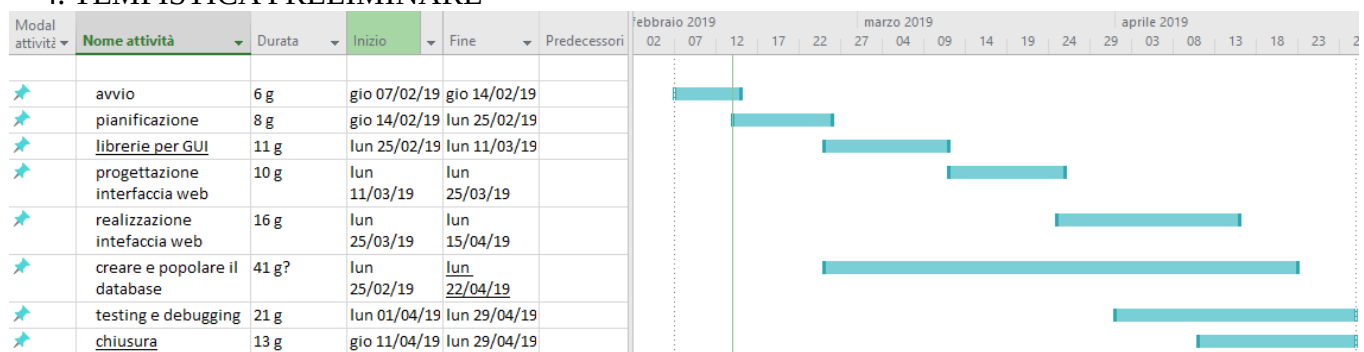 4. TEMPISTICA PRELIMINARE
Modal attività Nome attività Durata Inizio Fine Predecessori
febbraio 2019 marzo 2019 aprile 2019
02 07 12 17 22 27 04 09 14 19 24 29 03 08 13 18 23 2
avvio 6 g gio 07/02/19 gio 14/02/19
pianificazione 8 g gio 14/02/19 lun 25/02/19
librerie per GUI 11 g lun 25/02/19 lun 11/03/19
progettazione 10 g lun lun
interfaccia web 11/03/19 25/03/19
realizzazione 16 g lun lun
intefaccia web 25/03/19 15/04/19
creare e popolare il 41 g? lun lun
database 25/02/19 22/04/19
testing e debugging 21 g lun 01/04/19 lun 29/04/19
chiusura 13 g gio 11/04/19 lun 29/04/19